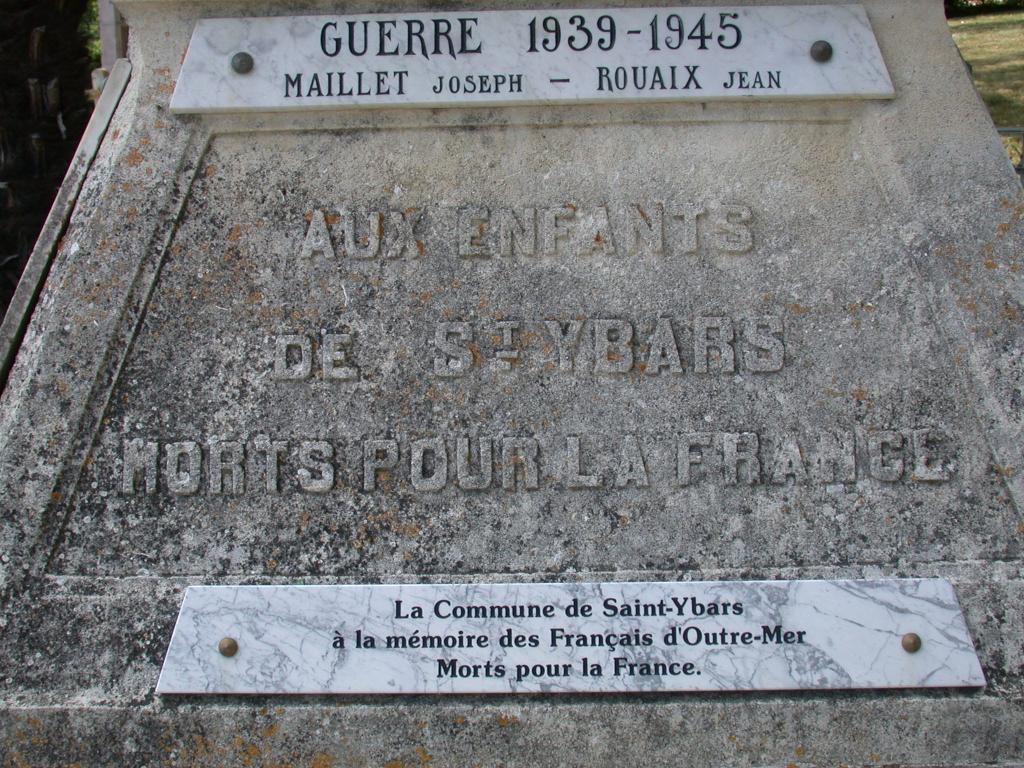 GUERRE 1939-1945
MAILLET JOSEPH – ROUAIX JEAN
AUX ENFANTS
DE ST YBARS
MORTS POUR LA FRANCE
La Commune de Saint-Ybars
à la mémoire des Français d'Outre-Mer
Morts pour la France.